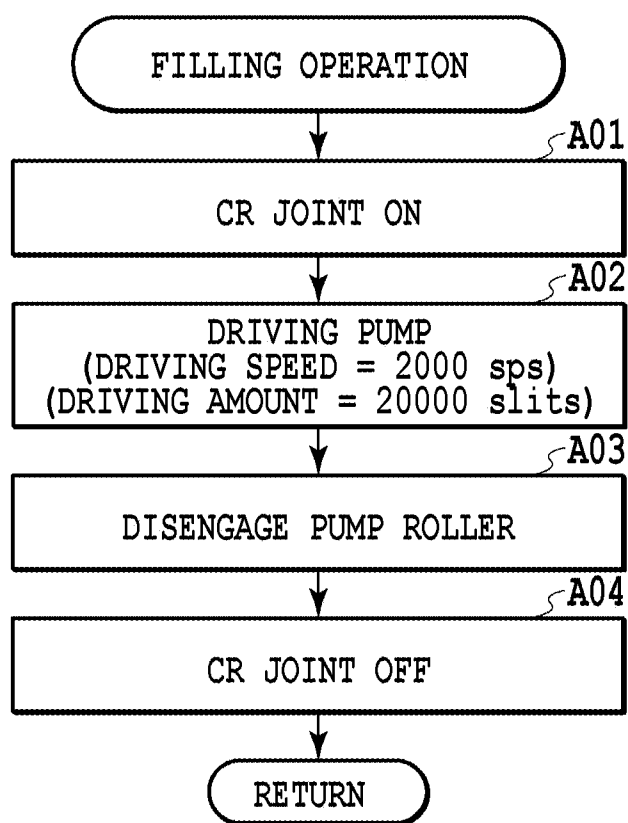 FILLING OPERATION
A01
CR JOINT ON
A02
DRIVING PUMP
(DRIVING SPEED = 2000 sps)
(DRIVING AMOUNT = 20000 slits)
A03
DISENGAGE PUMP ROLLER
A04
CR JOINT OFF
RETURN